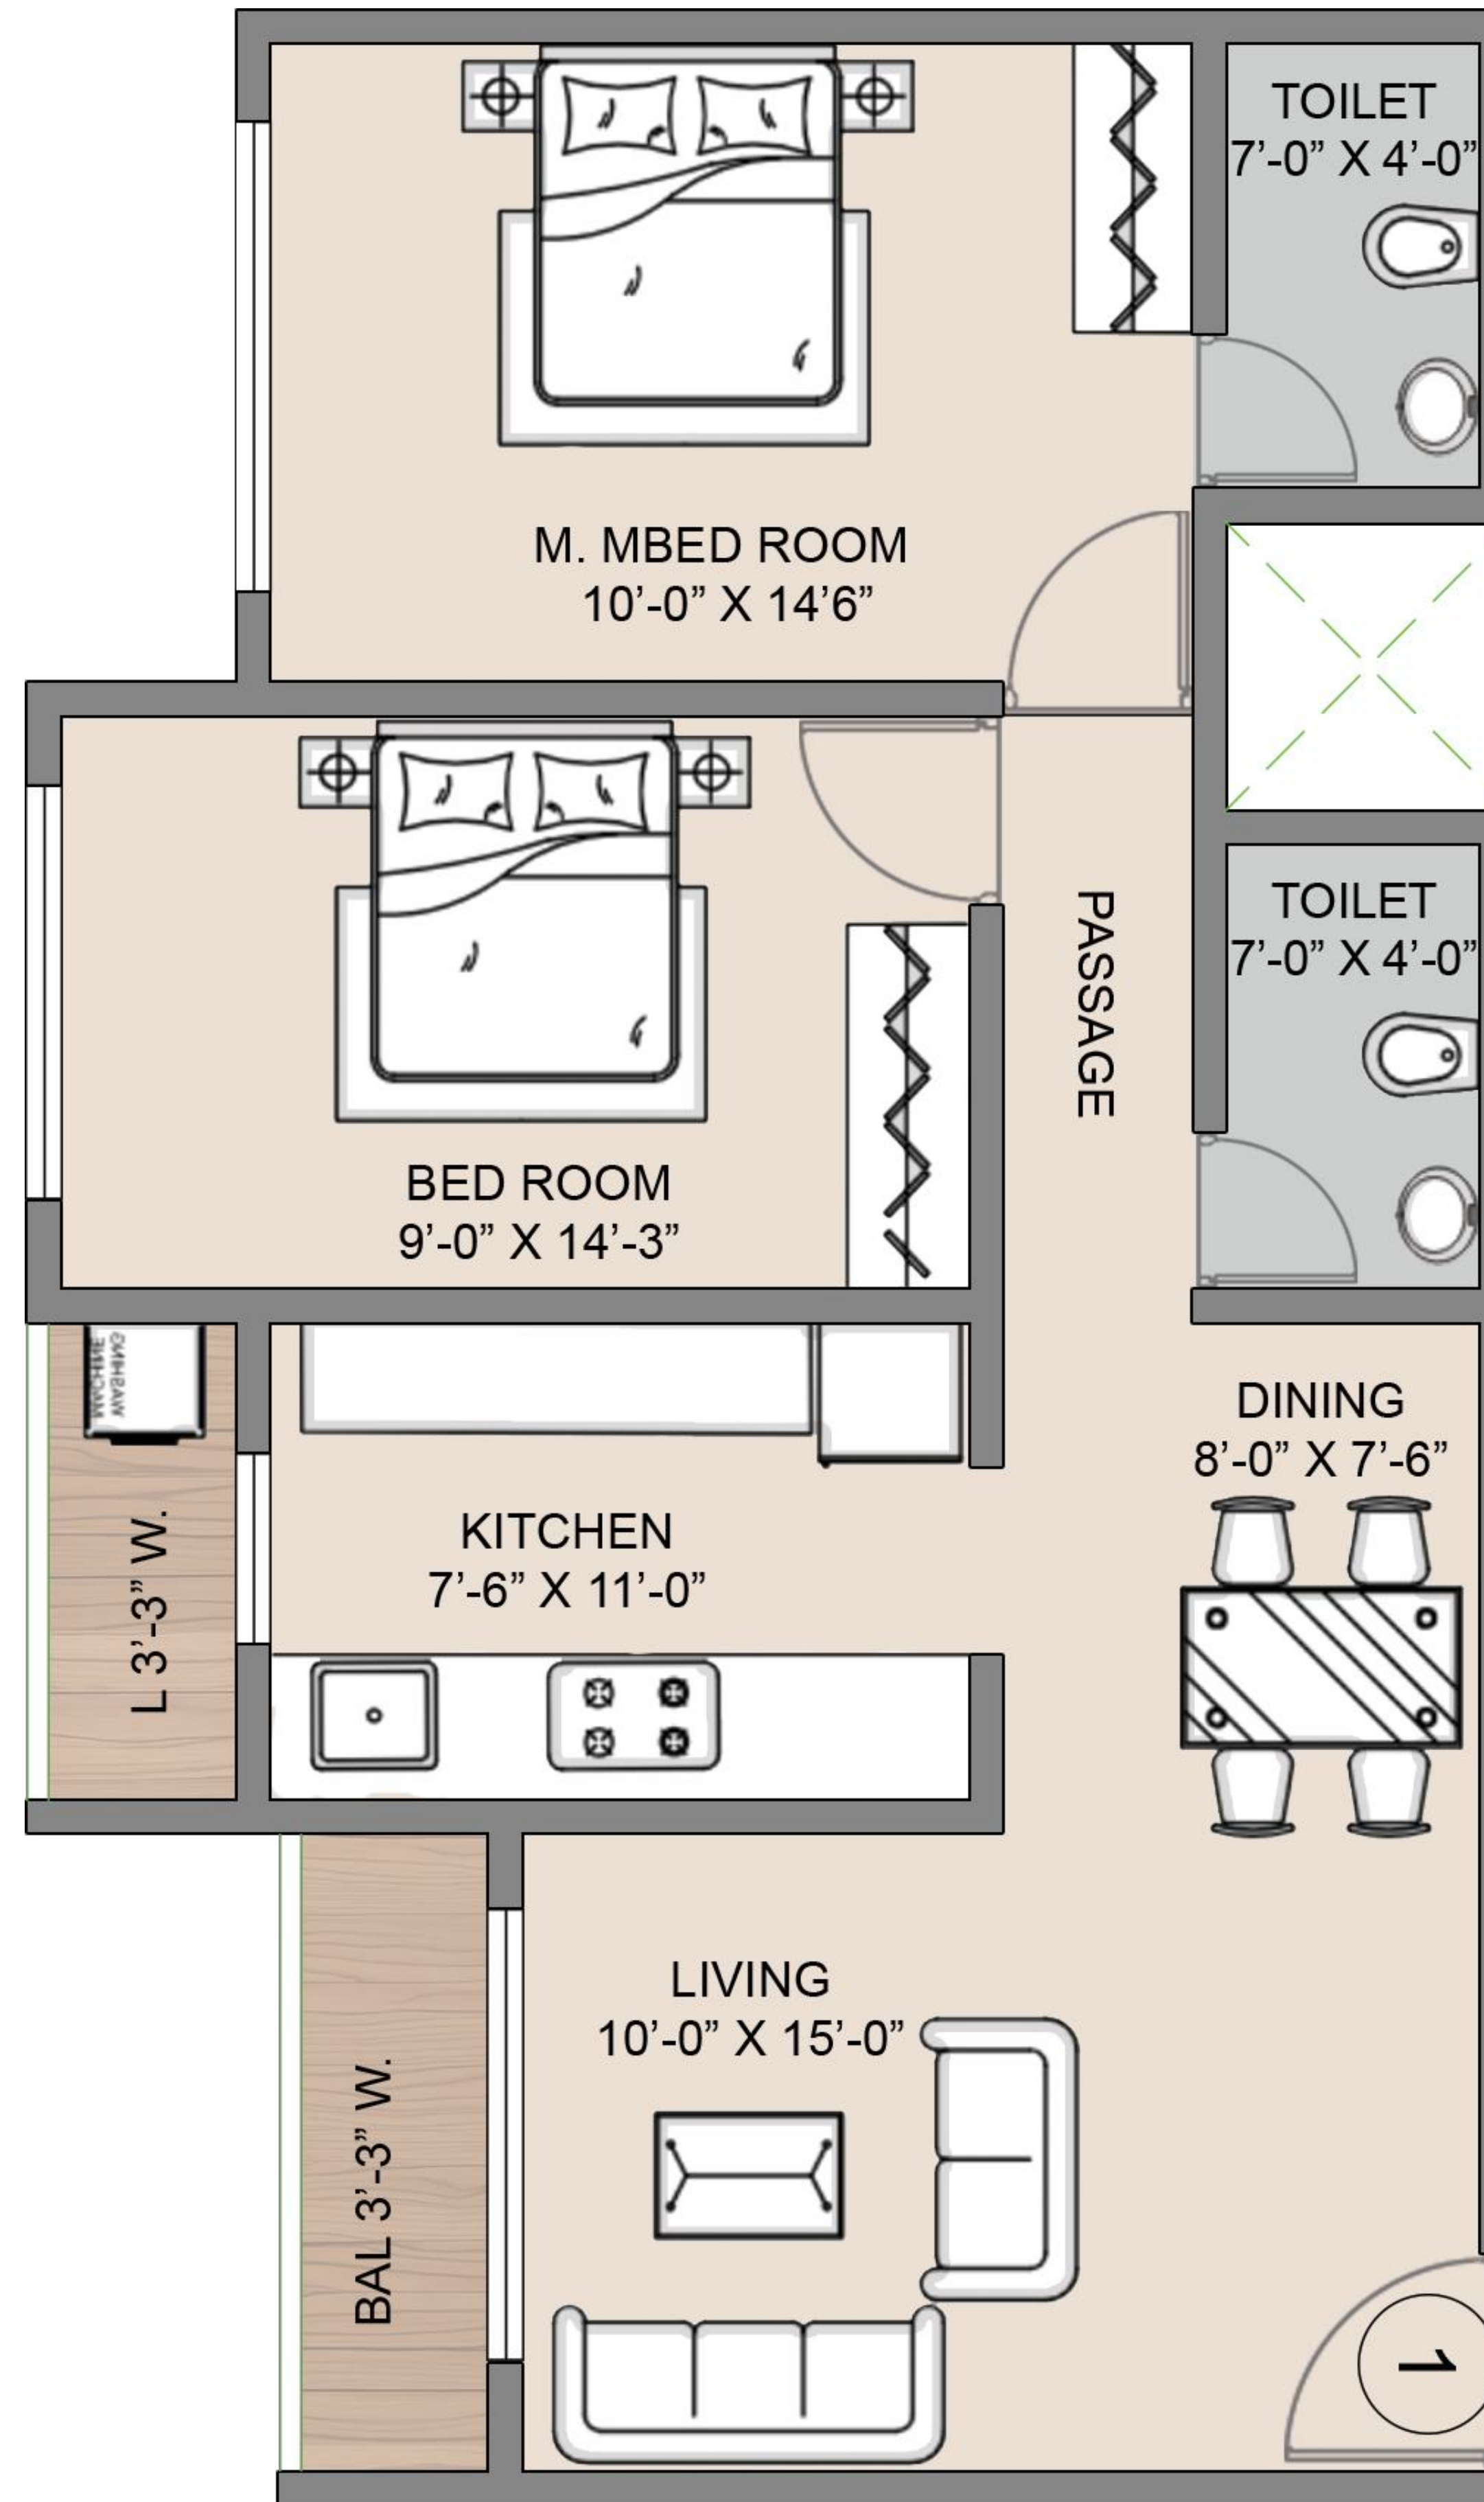 TOILET
7’-0” X 4’-0”
M. MBED ROOM
10’-0” X 14’6”
PASSAGE
TOILET
7’-0” X 4’-0”
BED ROOM
9’-0” X 14’-3”
WASHING
MACHINE
DINING
8’-0” X 7’-6”
KITCHEN
7’-6” X 11’-0”
L 3’-3” W.
LIVING
10’-0” X 15’-0”
BAL 3’-3” W.
1